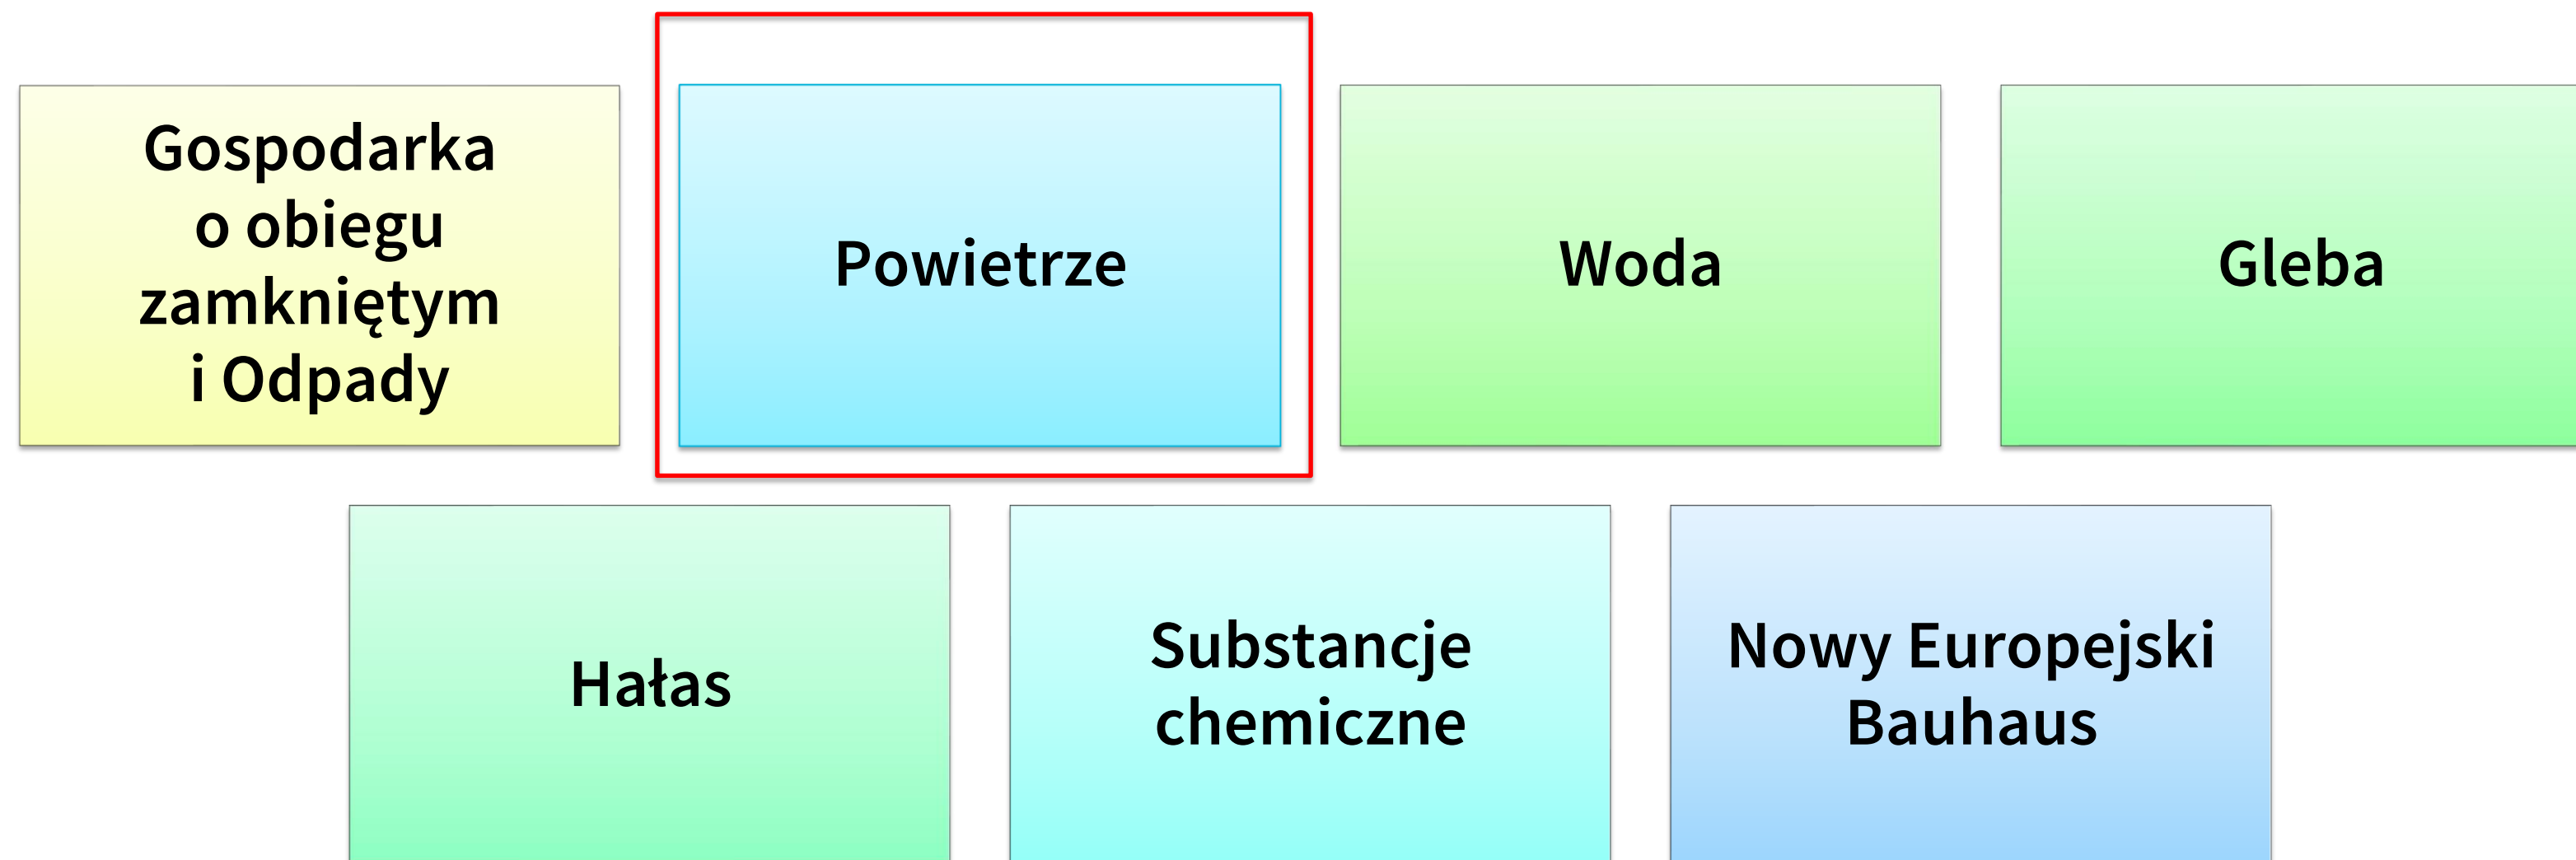 Gospodarka
o obiegu
zamkniętym
i Odpady
Powietrze
Woda
Gleba
Hałas
Substancje
chemiczne
Nowy Europejski
Bauhaus